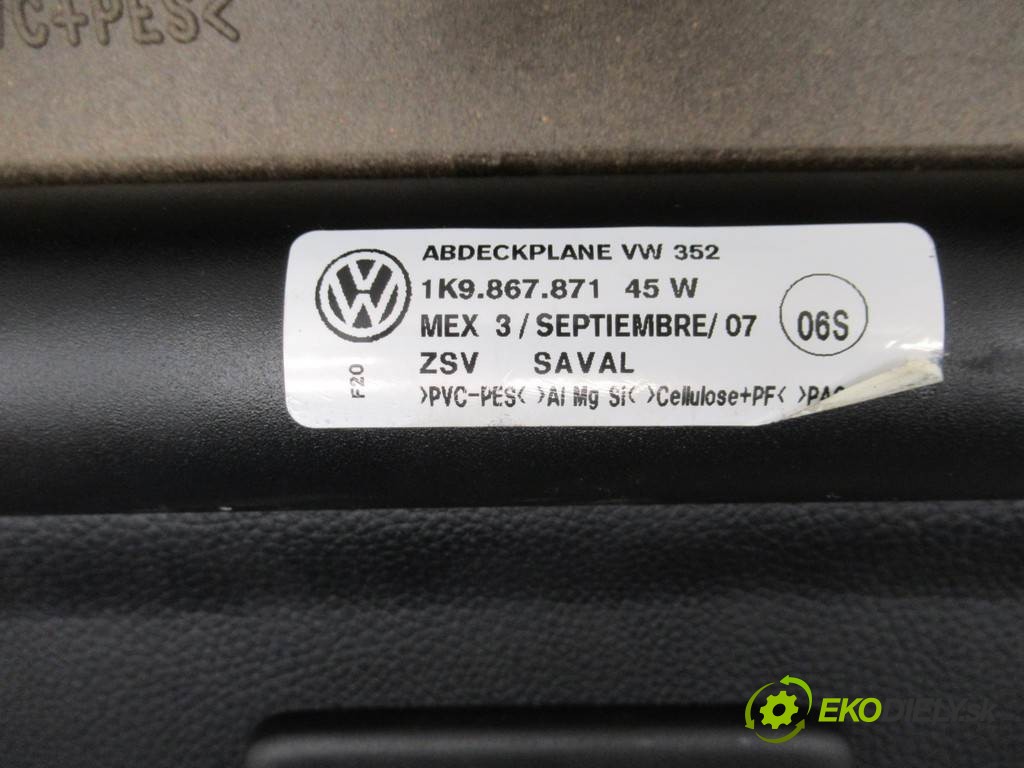 C+PES<
ABDECKPLANE VW 352
1K9.867.871 45 W
MEX 3 / SEPTIEMBRE / 07 06S
ZSV SAVAL
F20
>PVC-PES< >Al Mg Si< >Cellulose+PF<
EKODIELY.SK